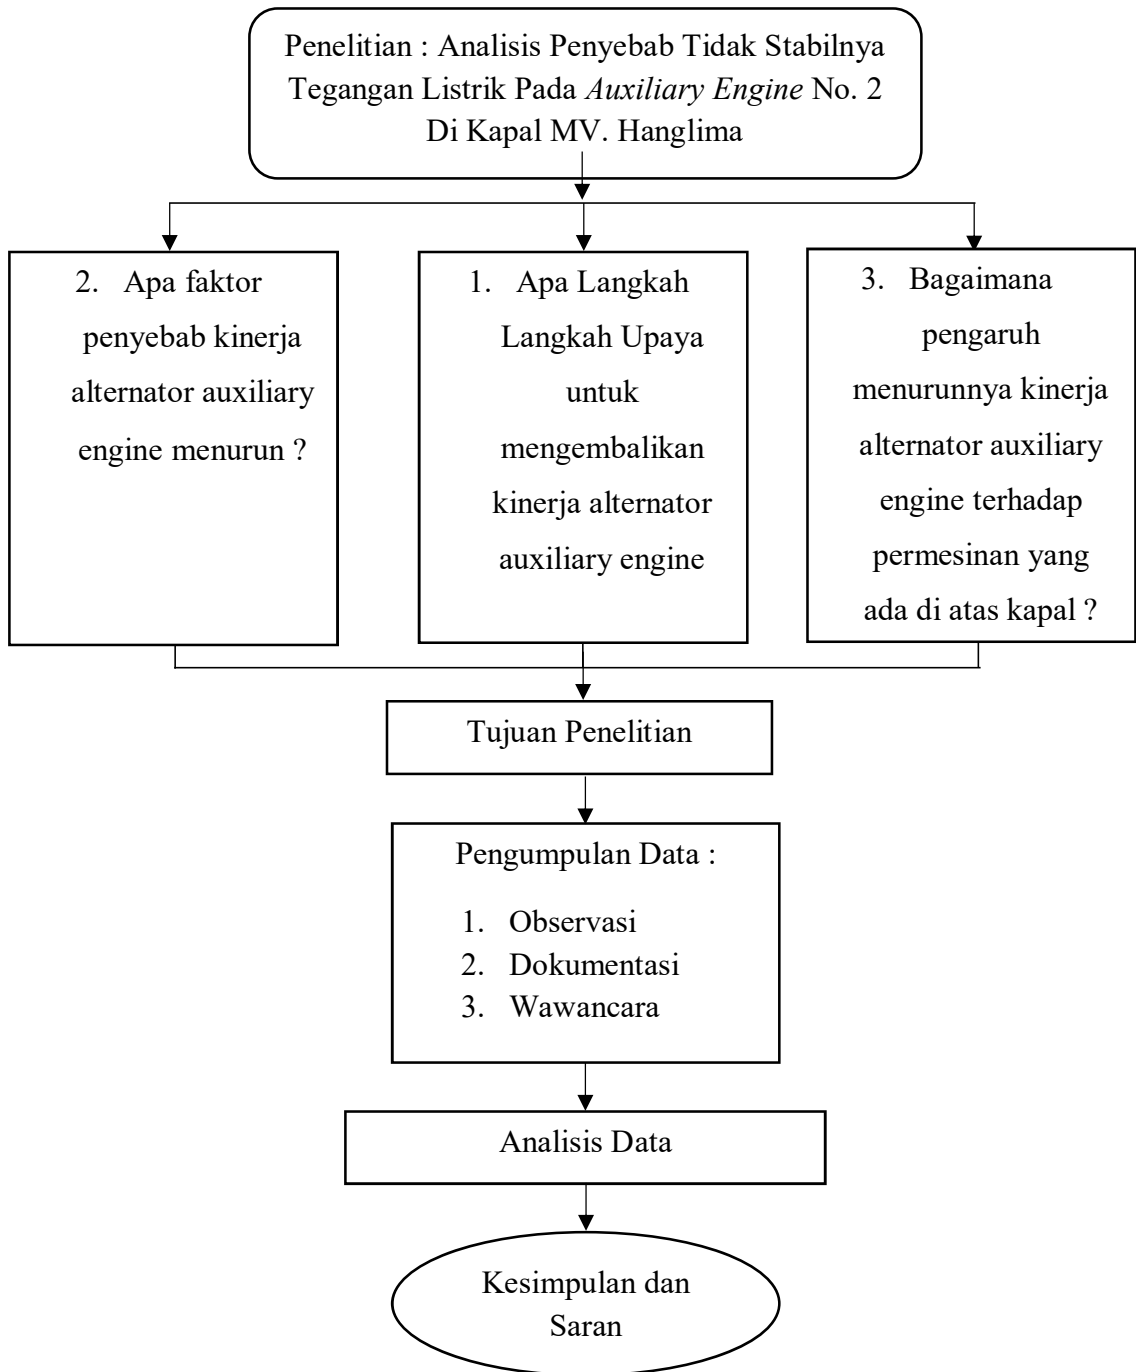 Penelitian : Analisis Penyebab Tidak Stabilnya
Tegangan Listrik Pada Auxiliary Engine No. 2
Di Kapal MV. Hanglima
2. Apa faktor
penyebab kinerja
alternator auxiliary
engine menurun ?
1. Apa Langkah
Langkah Upaya
untuk
mengembalikan
kinerja alternator
auxiliary engine
3. Bagaimana
pengaruh
menurunnya kinerja
alternator auxiliary
engine terhadap
permesinan yang
ada di atas kapal ?
Tujuan Penelitian
Pengumpulan Data :
1. Observasi
2. Dokumentasi
3. Wawancara
Analisis Data
Kesimpulan dan
Saran